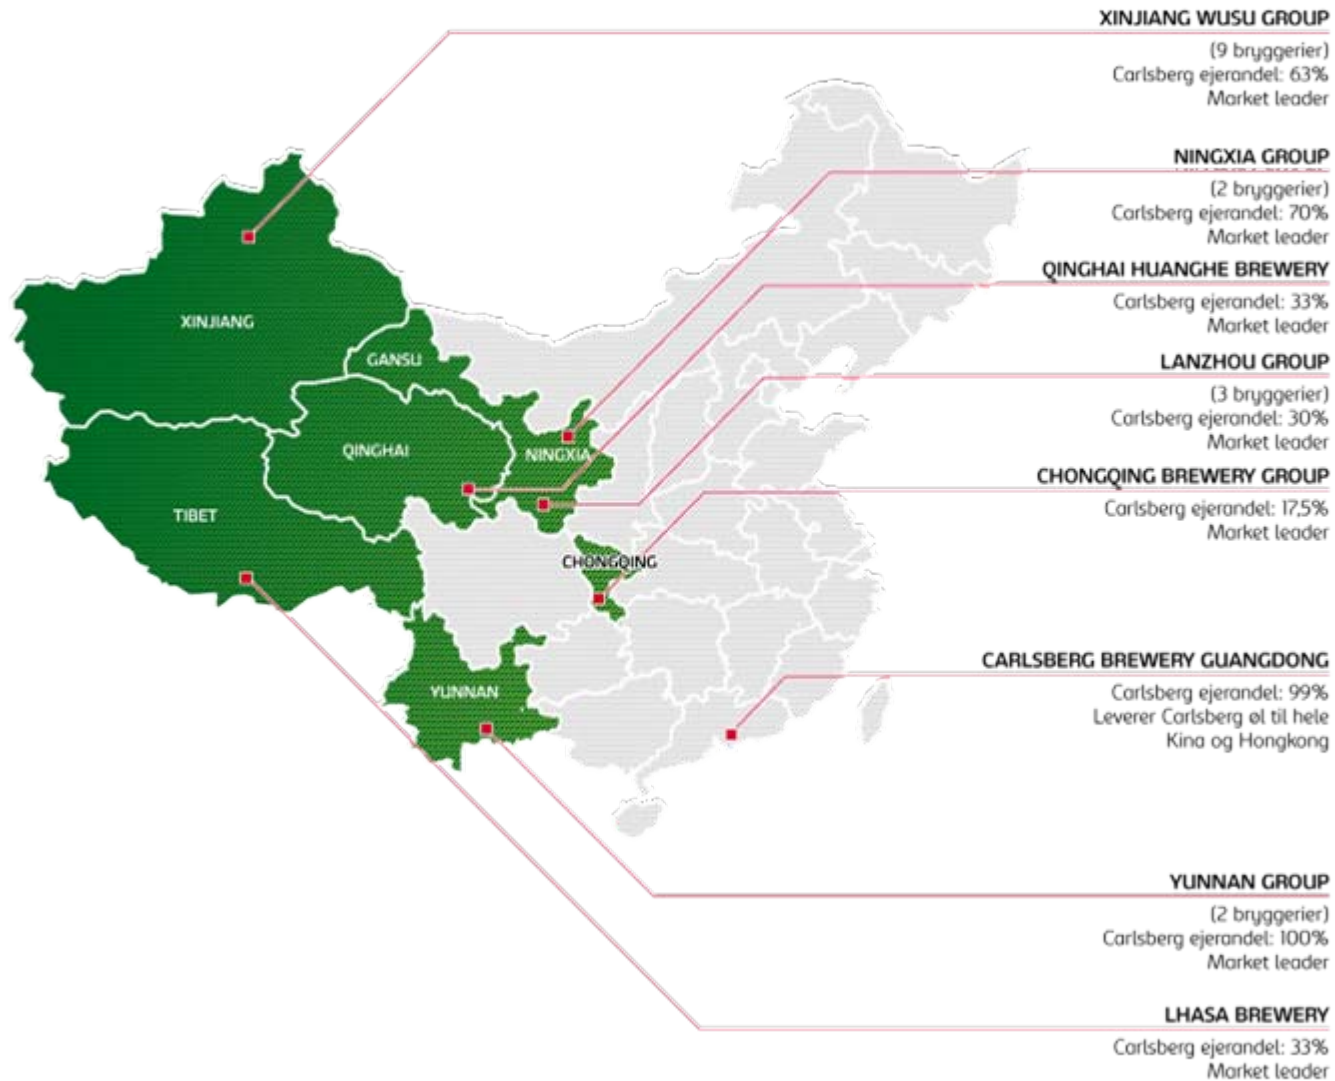 XINJIANG WUSU GROUP
(9 bryggerier)
Carlsberg ejerandel: 63%
Market leader
NINGXIA GROUP
(2 bryggerier)
Carlsberg ejerandel: 70%
Market leader
QINGHAI HUANGHE BREWERY
Carlsberg ejerandel: 33%
Market leader
LANZHOU GROUP
(3 bryggerier)
Carlsberg ejerandel: 30%
Market leader
CHONGQING BREWERY GROUP
Carlsberg ejerandel: 17,5%
Market leader
CARLSBERG BREWERY GUANGDONG
Carlsberg ejerandel: 99%
Leverer Carlsberg øl til hele
Kina og Hongkong
YUNNAN GROUP
(2 bryggerier)
Carlsberg ejerandel: 100%
Market leader
LHASA BREWERY
Carlsberg ejerandel: 33%
Market leader
XINJIANG
GANSU
QINGHAI
NINGXIA
TIBET
CHONGQING
YUNNAN